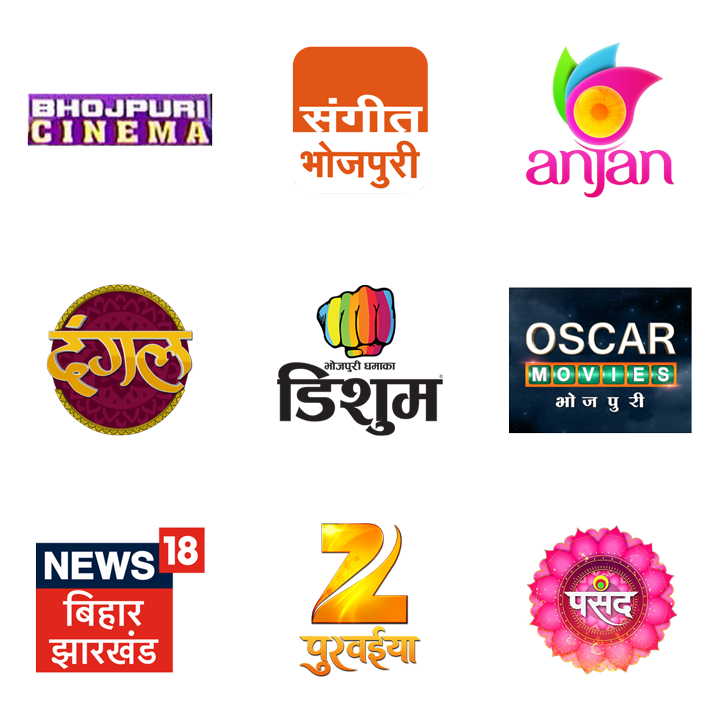 BHOJPURI
CINEMA
संगीत
भोजपुरी
anjan
दंगल
भोजपुरी धमाका
डिशुम
OSCAR
MOVIES
भोजपुरी
NEWS 18
बिहार
झारखंड
Z
पुरवईया
पसंद